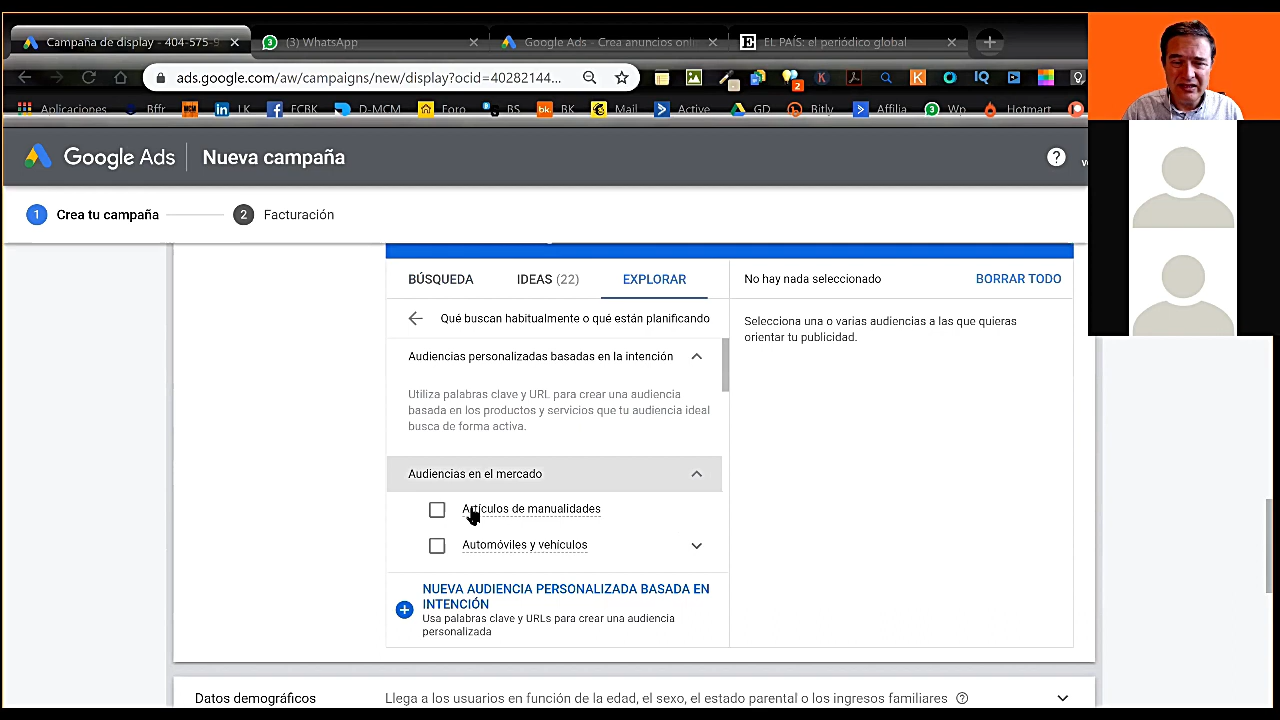 Campaña de display - 404-575-9
(3) WhatsApp
Google Ads - Crea anuncios onli
EL PAÍS: el periódico global
ads.google.com/aw/campaigns/new/display?ocid=40282144...
Aplicaciones
Bffr
LK
FCBK
D-MCM
Foro
BS
BK
Mail
Active
GD
Bitly
Affilia.
Wp
Hotmart
Google Ads
Nueva campaña
1 Crea tu campaña
2 Facturación
BÚSQUEDA
IDEAS (22)
EXPLORAR
No hay nada seleccionado
BORRAR TODO
Qué buscan habitualmente o qué están planificando
Selecciona una o varias audiencias a las que quieras
orientar tu publicidad.
Audiencias personalizadas basadas en la intención
Utiliza palabras clave y URL para crear una audiencia
basada en los productos y servicios que tu audiencia ideal
busca de forma activa.
Audiencias en el mercado
Artículos de manualidades
Automóviles y vehículos
NUEVA AUDIENCIA PERSONALIZADA BASADA EN
INTENCIÓN
Usa palabras clave y URLs para crear una audiencia
personalizada
Datos demográficos
Llega a los usuarios en función de la edad, el sexo, el estado parental o los ingresos familiares